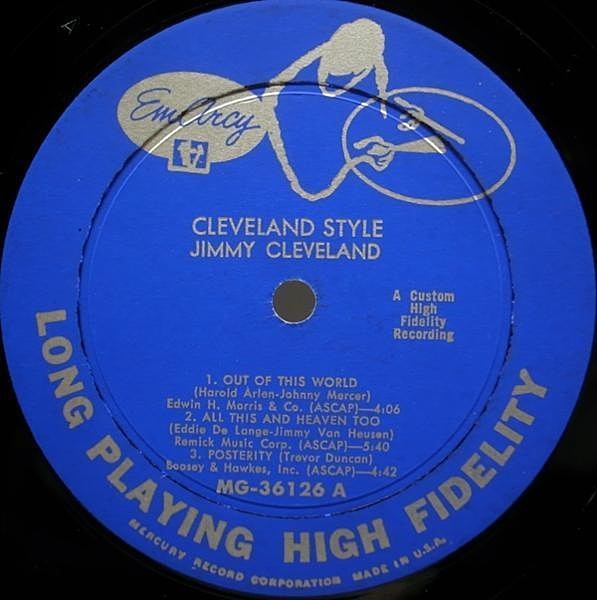 EmArcy
CLEVELAND STYLE
JIMMY CLEVELAND
A Custom
High
Fidelity
Recording
1. OUT OF THIS WORLD
(Harold Arlen-Johnny Mercer)
Edwin H. Morris & Co. (ASCAP)—4:06
2. ALL THIS AND HEAVEN TOO
(Eddie De Lange-Jimmy Van Heusen)
Remick Music Corp. (ASCAP)—5:40
3. POSTERITY (Trevor Duncan)
Boosey & Hawkes, Inc. (ASCAP)—4:42
MG-36126 A
LONG PLAYING HIGH FIDELITY
MERCURY RECORD CORPORATION MADE IN U.S.A.